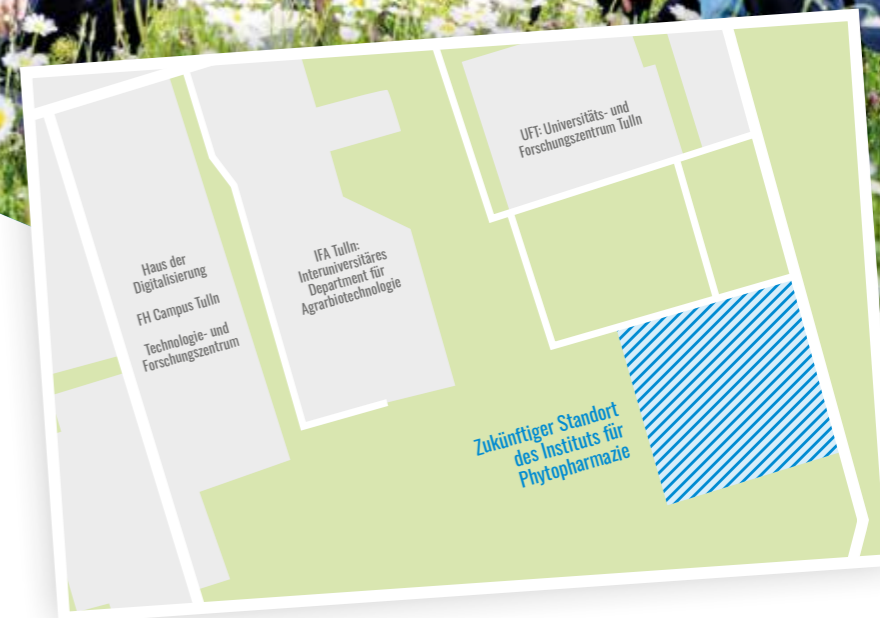 UFT: Universitäts- und
Forschungszentrum Tulln
Haus der
Digitalisierung
FH Campus Tulln
Technologie- und
Forschungszentrum
IFA Tulln:
Interuniversitäres
Department für
Agrarbiotechnologie
Zukünftiger Standort
des Instituts für
Phytopharmazie